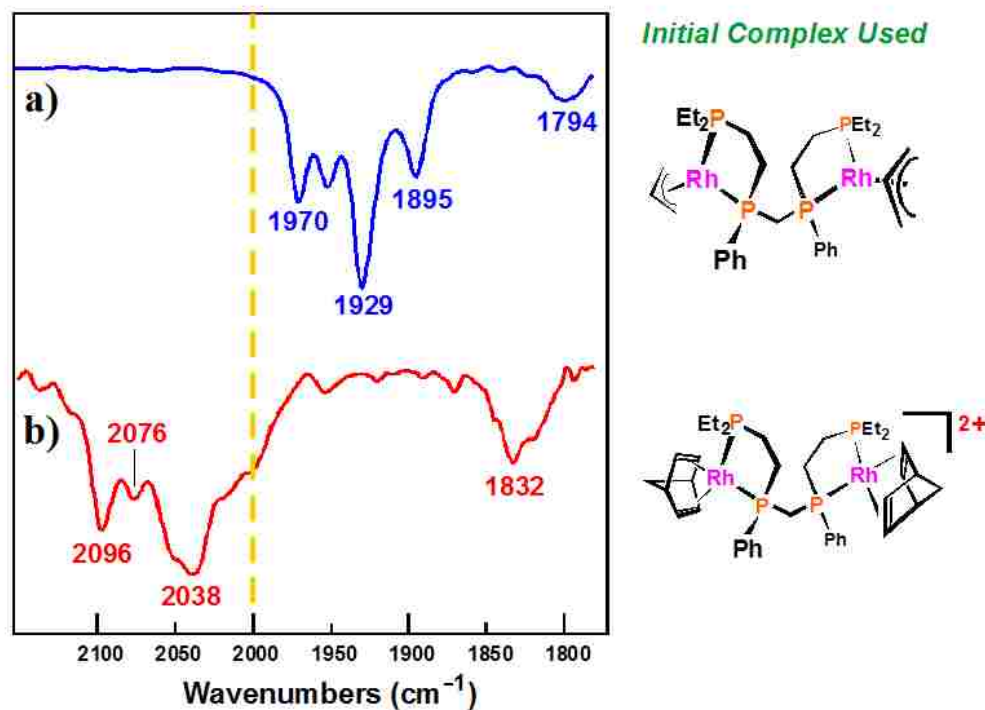 Initial Complex Used
a)
1970
1929
1895
1794
Et₂P
PEt₂
Rh
Rh
P
P
Ph
Ph
b)
2096
2076
2038
1832
Et₂P
PEt₂
2+
Rh
Rh
P
P
Ph
Ph
2100 2050 2000 1950 1900 1850 1800
Wavenumbers (cm⁻¹)